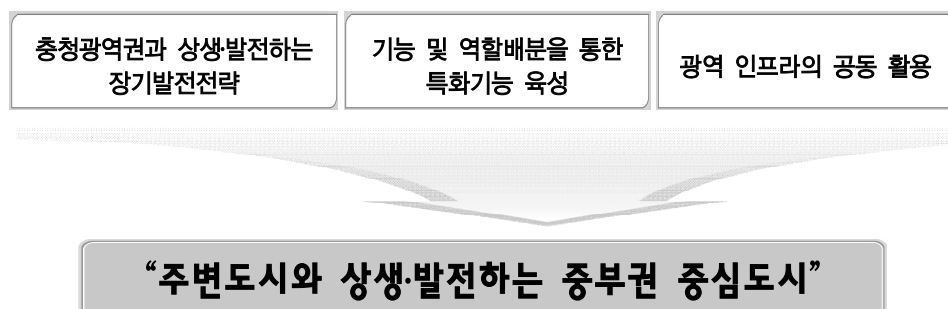 충청광역권과 상생·발전하는
장기발전전략
기능 및 역할배분을 통한
특화기능 육성
광역 인프라의 공동 활용
“주변도시와 상생·발전하는 중부권 중심도시”